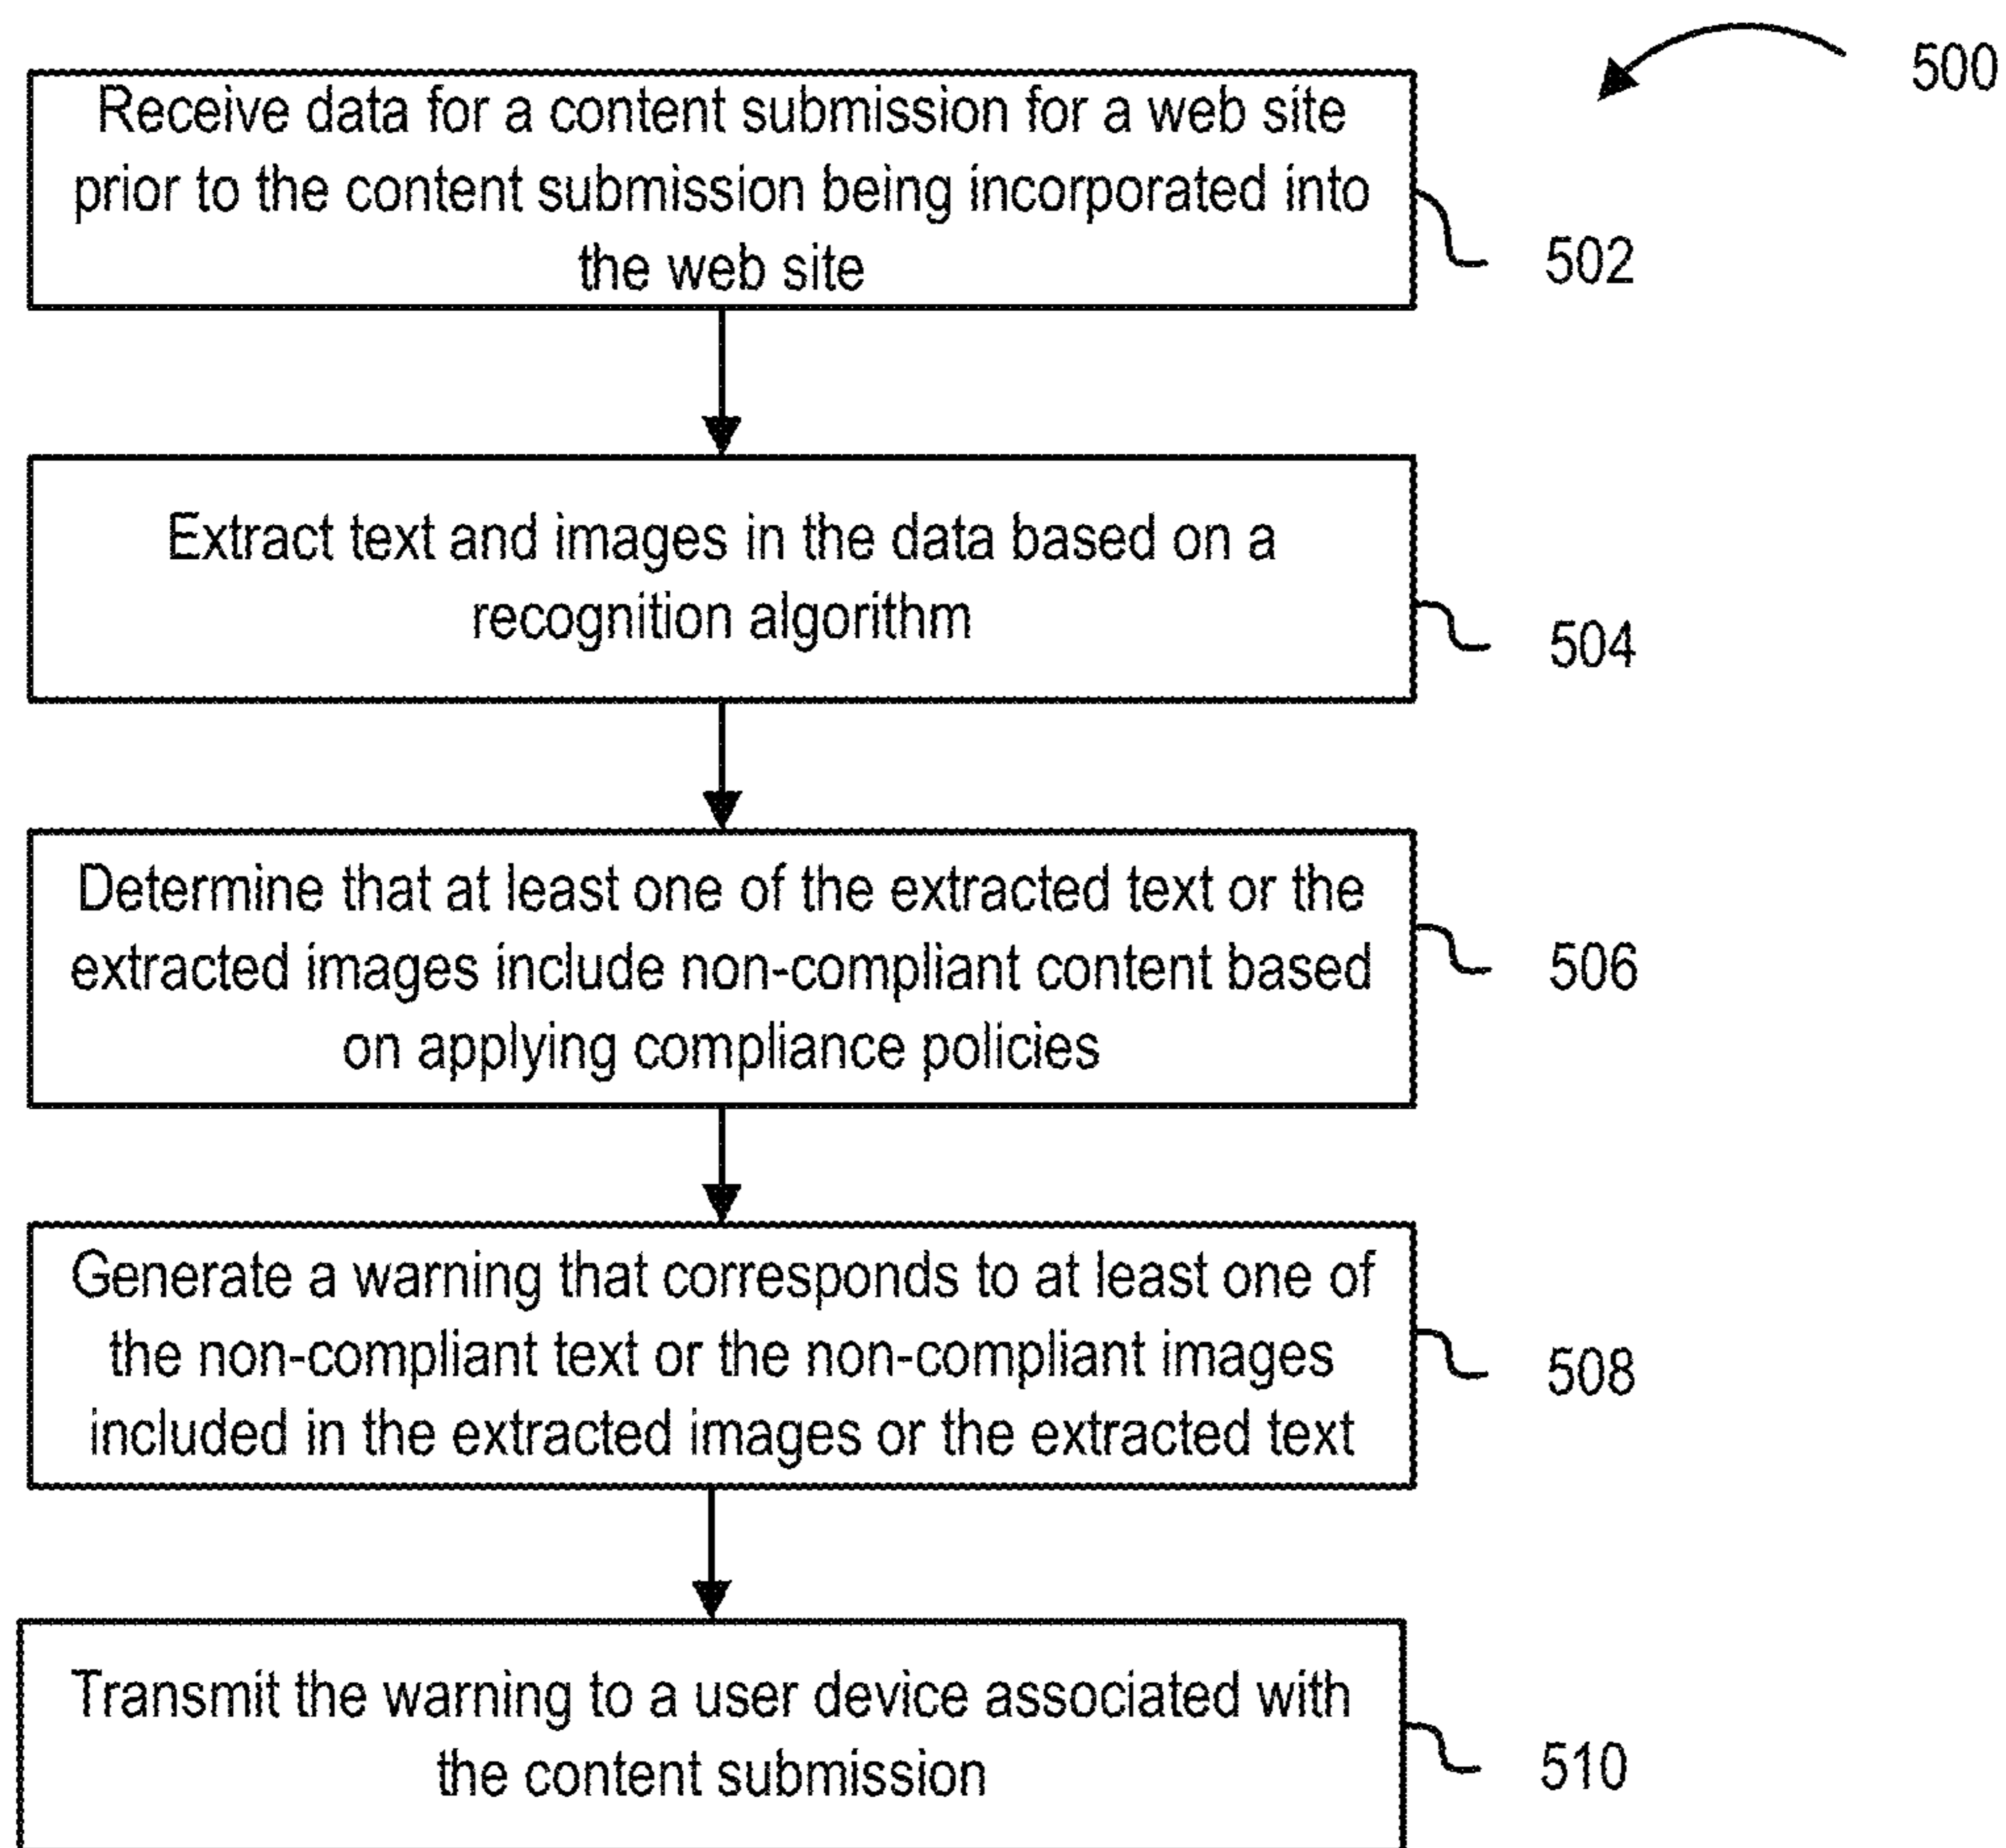 500
Receive data for a content submission for a web site
prior to the content submission being incorporated into
the web site
502
Extract text and images in the data based on a
recognition algorithm
504
Determine that at least one of the extracted text or the
extracted images include non-compliant content based
on applying compliance policies
506
Generate a warning that corresponds to at least one of
the non-compliant text or the non-compliant images
included in the extracted images or the extracted text
508
Transmit the warning to a user device associated with
the content submission
510